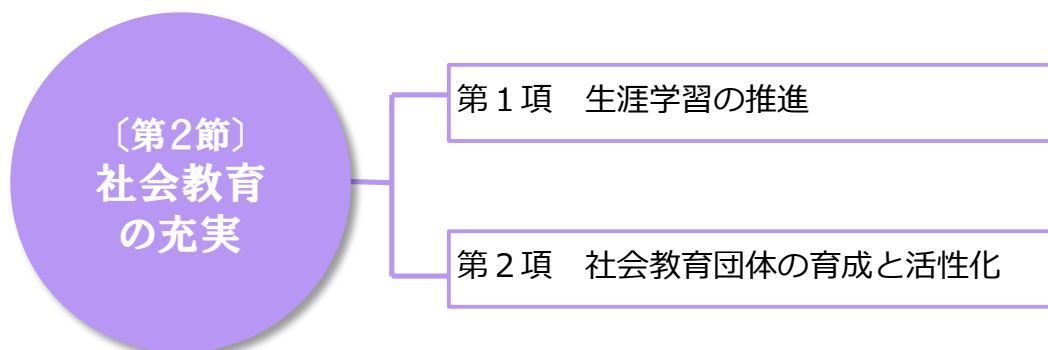 〔第2節〕
社会教育
の充実
第１項　生涯学習の推進
第２項　社会教育団体の育成と活性化